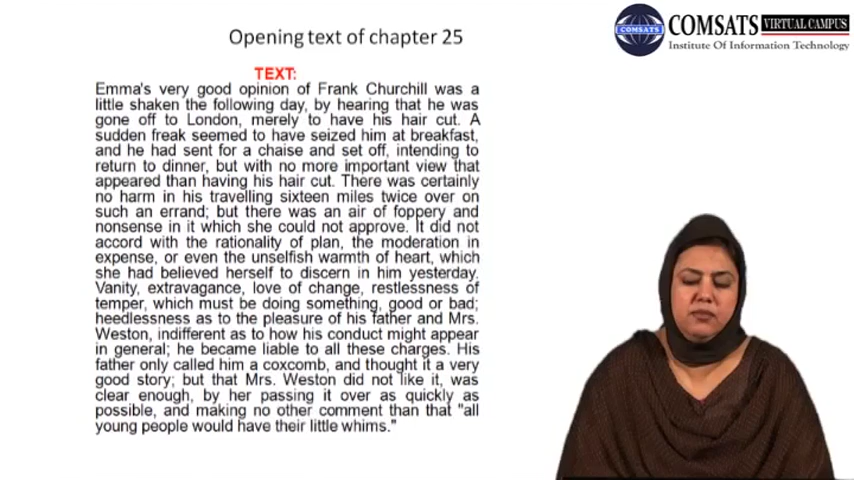 Opening text of chapter 25
COMSATS VIRTUAL CAMPUS
Institute Of Information Technology
TEXT:
Emma's very good opinion of Frank Churchill was a
little shaken the following day, by hearing that he was
gone off to London, merely to have his hair cut. A
sudden freak seemed to have seized him at breakfast,
and he had sent for a chaise and set off, intending to
return to dinner, but with no more important view that
appeared than having his hair cut. There was certainly
no harm in his travelling sixteen miles twice over on
such an errand; but there was an air of foppery and
nonsense in it which she could not approve. It did not
accord with the rationality of plan, the moderation in
expense, or even the unselfish warmth of heart, which
she had believed herself to discern in him yesterday.
Vanity, extravagance, love of change, restlessness of
temper, which must be doing something, good or bad;
heedlessness as to the pleasure of his father and Mrs.
Weston, indifferent as to how his conduct might appear
in general; he became liable to all these charges. His
father only called him a coxcomb, and thought it a very
good story; but that Mrs. Weston did not like it, was
clear enough, by her passing it over as quickly as
possible, and making no other comment than that "all
young people would have their little whims."